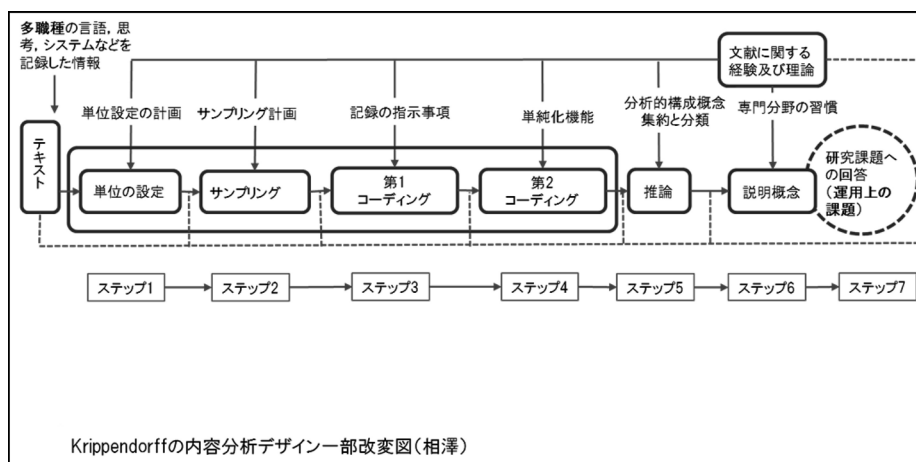 多職種の言語，思
考，システムなどを
記録した情報
文献に関する
経験及び理論
単位設定の計画
サンプリング計画
記録の指示事項
単純化機能
分析的構成概念
集約と分類
専門分野の習慣
テキスト
単位の設定
サンプリング
第1
コーディング
第2
コーディング
推論
説明概念
研究課題へ
の回答
（運用上の
課題）
ステップ1
ステップ2
ステップ3
ステップ4
ステップ5
ステップ6
ステップ7
Krippendorffの内容分析デザイン一部改変図（相澤）